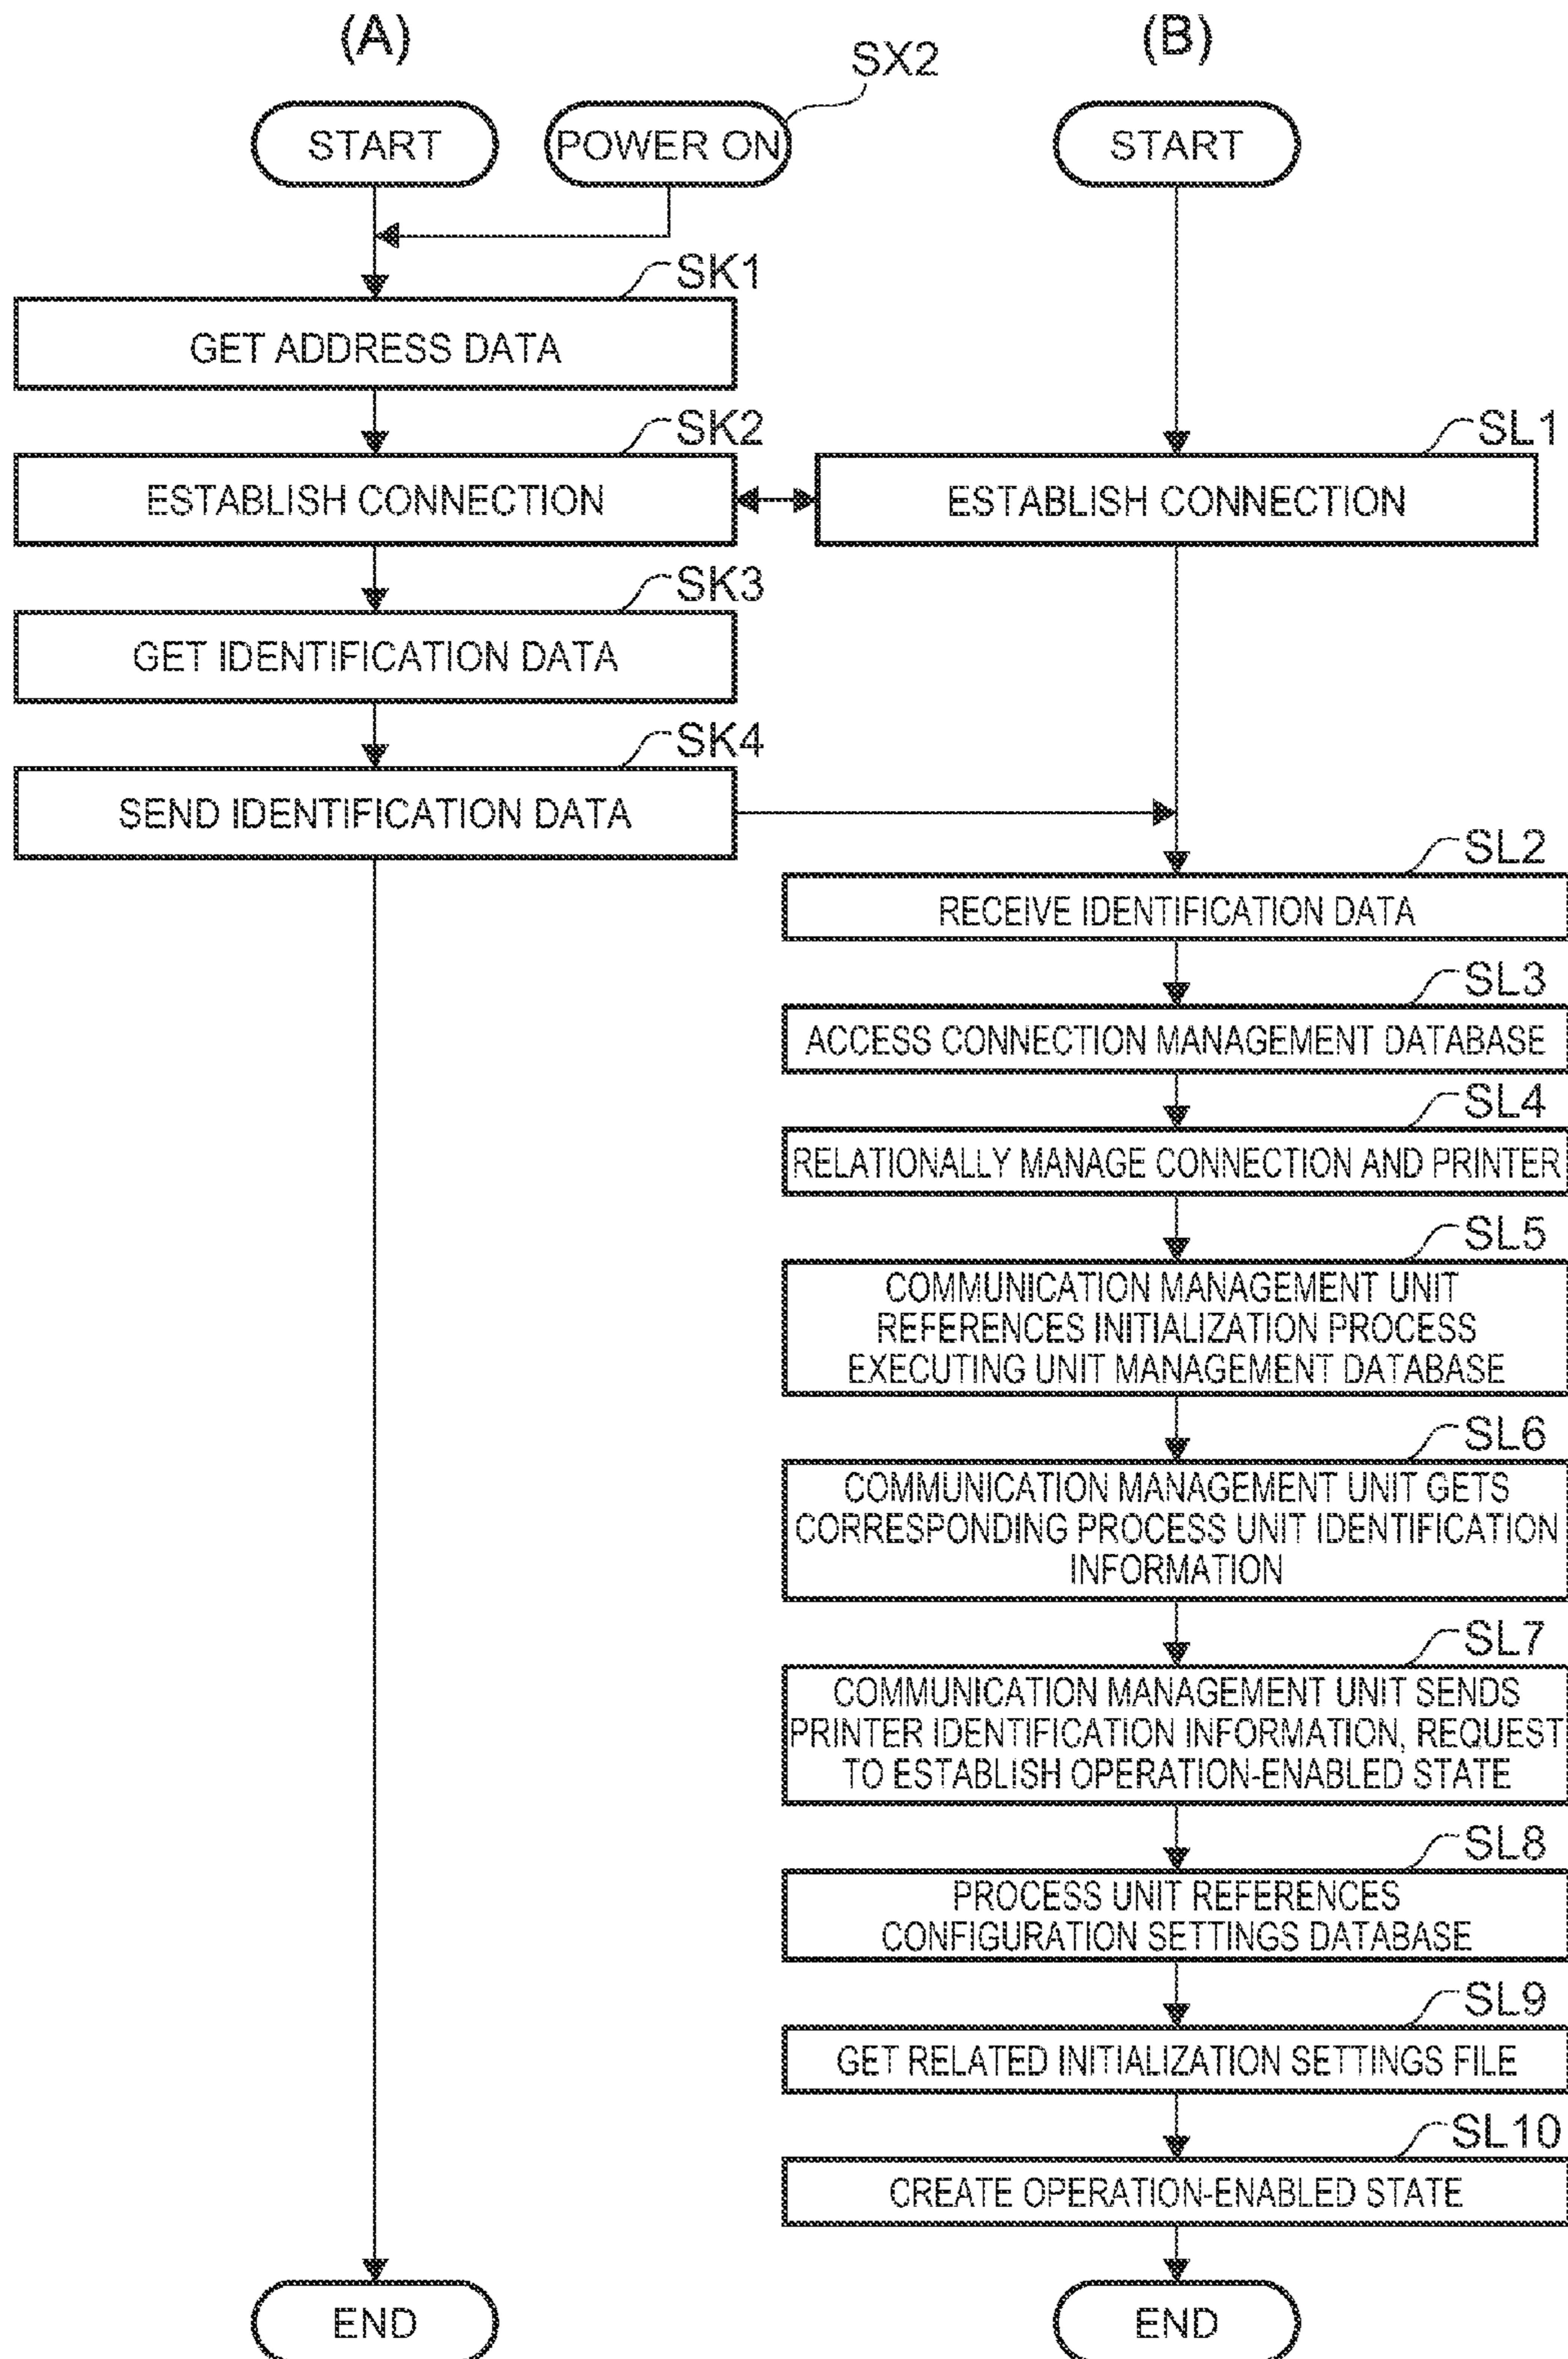 (A)
(B)
SX2
START
POWER ON
START
SK1
GET ADDRESS DATA
SK2
ESTABLISH CONNECTION
SL1
ESTABLISH CONNECTION
SK3
GET IDENTIFICATION DATA
SK4
SEND IDENTIFICATION DATA
SL2
RECEIVE IDENTIFICATION DATA
SL3
ACCESS CONNECTION MANAGEMENT DATABASE
SL4
RELATIONALLY MANAGE CONNECTION AND PRINTER
SL5
COMMUNICATION MANAGEMENT UNIT
REFERENCES INITIALIZATION PROCESS
EXECUTING UNIT MANAGEMENT DATABASE
SL6
COMMUNICATION MANAGEMENT UNIT GETS
CORRESPONDING PROCESS UNIT IDENTIFICATION
INFORMATION
SL7
COMMUNICATION MANAGEMENT UNIT SENDS
PRINTER IDENTIFICATION INFORMATION, REQUEST
TO ESTABLISH OPERATION-ENABLED STATE
SL8
PROCESS UNIT REFERENCES
CONFIGURATION SETTINGS DATABASE
SL9
GET RELATED INITIALIZATION SETTINGS FILE
SL10
CREATE OPERATION-ENABLED STATE
END
END